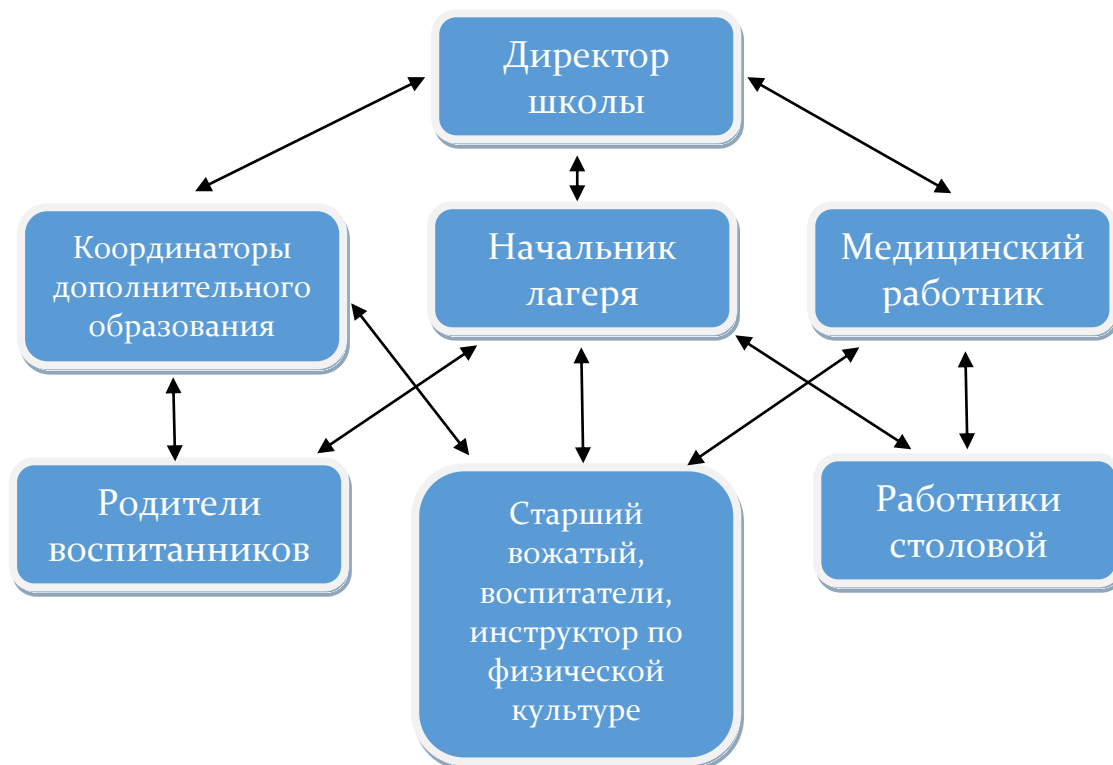 Директор
школы
Координаторы
дополнительного
образования
Начальник
лагеря
Медицинский
работник
Родители
воспитанников
Старший
вожатый,
воспитатели,
инструктор по
физической
культуре
Работники
столовой